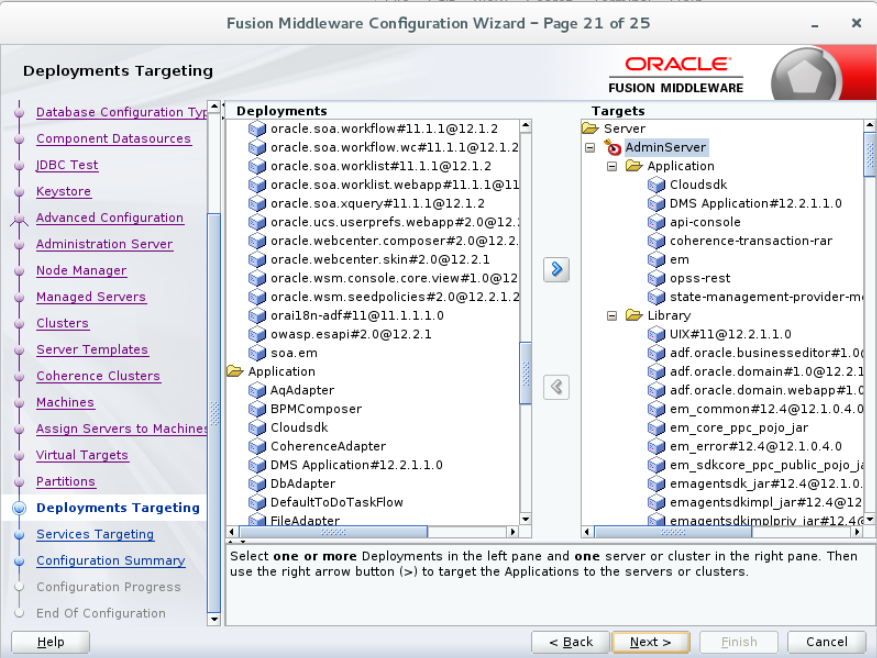 Fusion Middleware Configuration Wizard – Page 21 of 25
Deployments Targeting
ORACLE
FUSION MIDDLEWARE
Database Configuration Typ
Component Datasources
JDBC Test
Keystore
Advanced Configuration
Administration Server
Node Manager
Managed Servers
Clusters
Server Templates
Coherence Clusters
Machines
Assign Servers to Machines
Virtual Targets
Partitions
Deployments Targeting
Services Targeting
Configuration Summary
Configuration Progress
End Of Configuration
Deployments
oracle.soa.workflow#11.1.1@12.1.2
oracle.soa.workflow.wc#11.1.1@12.1.2
oracle.soa.worklist#11.1.1@12.1.2
oracle.soa.worklist.webapp#11.1.1@11
oracle.soa.xquery#11.1.1@12.1.2
oracle.ucs.userprefs.webapp#2.0@12.
oracle.webcenter.composer#2.0@12.2.
oracle.webcenter.skin#2.0@12.2.1
oracle.wsm.console.core.view#1.0@12
oracle.wsm.seedpolicies#2.0@12.2.1.2
orai18n-adf#11@11.1.1.1.0
owasp.esapi#2.0@12.2.1
soa.em
Application
AqAdapter
BPMComposer
Cloudsdk
CoherenceAdapter
DMS Application#12.2.1.1.0
DbAdapter
DefaultToDoTaskFlow
FileAdapter
Targets
Server
AdminServer
Application
Cloudsdk
DMS Application#12.2.1.1.0
api-console
coherence-transaction-rar
em
opss-rest
state-management-provider-m
Library
UIX#11@12.2.1.1.0
adf.oracle.businesseditor#1.0
adf.oracle.domain#1.0@12.2.1
adf.oracle.domain.webapp#1.0
em_common#12.4@12.1.0.4.0
em_core_ppc_pojo_jar
em_error#12.4@12.1.0.4.0
em_sdkcore_ppc_public_pojo_ja
emagentsdk_jar#12.4@12.1.0.
emagentsdkimpl_jar#12.4@12
emagentsdkimplpriv_jar#12.4@
Select one or more Deployments in the left pane and one server or cluster in the right pane. Then
use the right arrow button (>) to target the Applications to the servers or clusters.
Help
< Back
Next >
Finish
Cancel